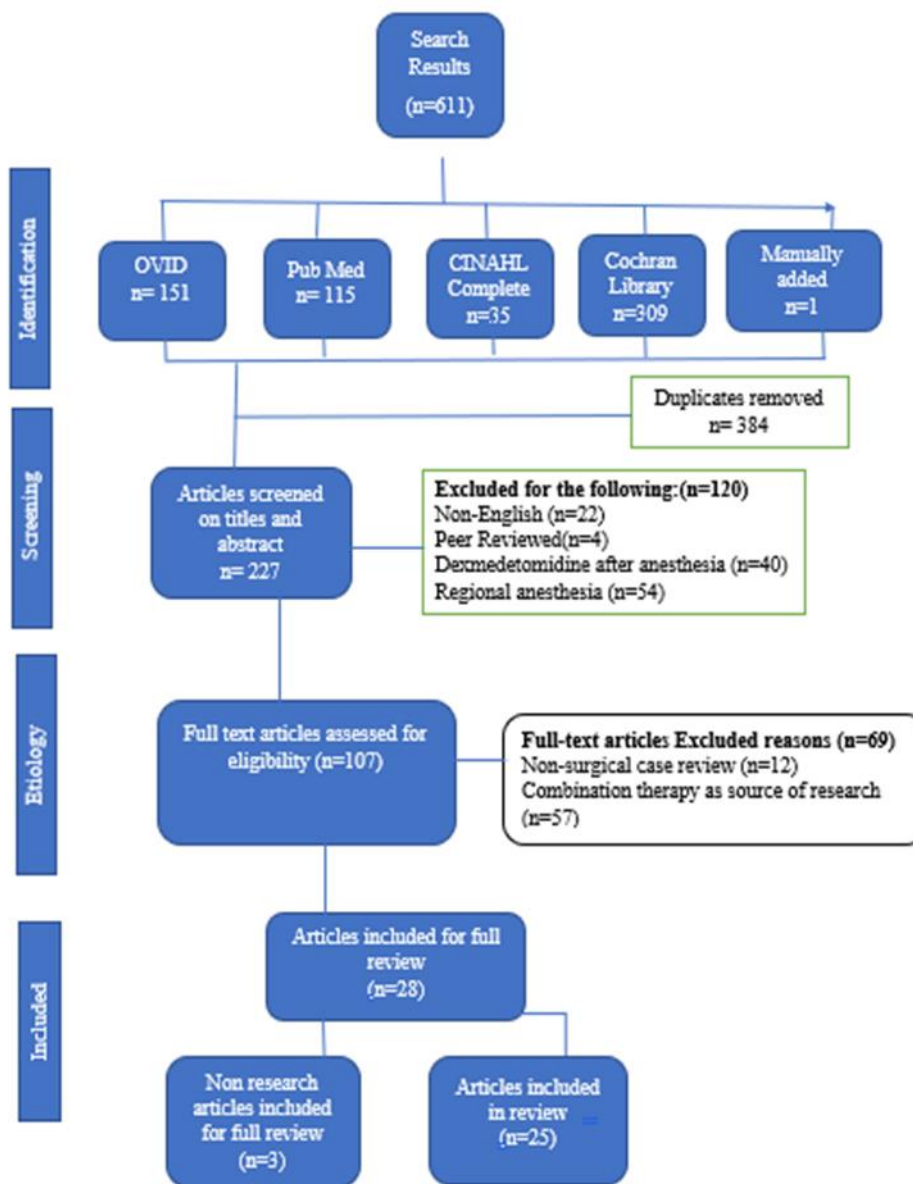 Search
Results
(n=611)
Identification
OVID
n= 151
Pub Med
n= 115
CINAHL
Complete
n=35
Cochran
Library
n=309
Manually
added
n=1
Duplicates removed
n= 384
Screening
Articles screened
on titles and
abstract
n= 227
Excluded for the following:(n=120)
Non-English (n=22)
Peer Reviewed(n=4)
Dexmedetomidine after anesthesia (n=40)
Regional anesthesia (n=54)
Etiology
Full text articles assessed for
eligibility (n=107)
Full-text articles Excluded reasons (n=69)
Non-surgical case review (n=12)
Combination therapy as source of research
(n=57)
Included
Articles included for full
review
(n=28)
Non research
articles included
for full review
(n=3)
Articles included
in review
(n=25)